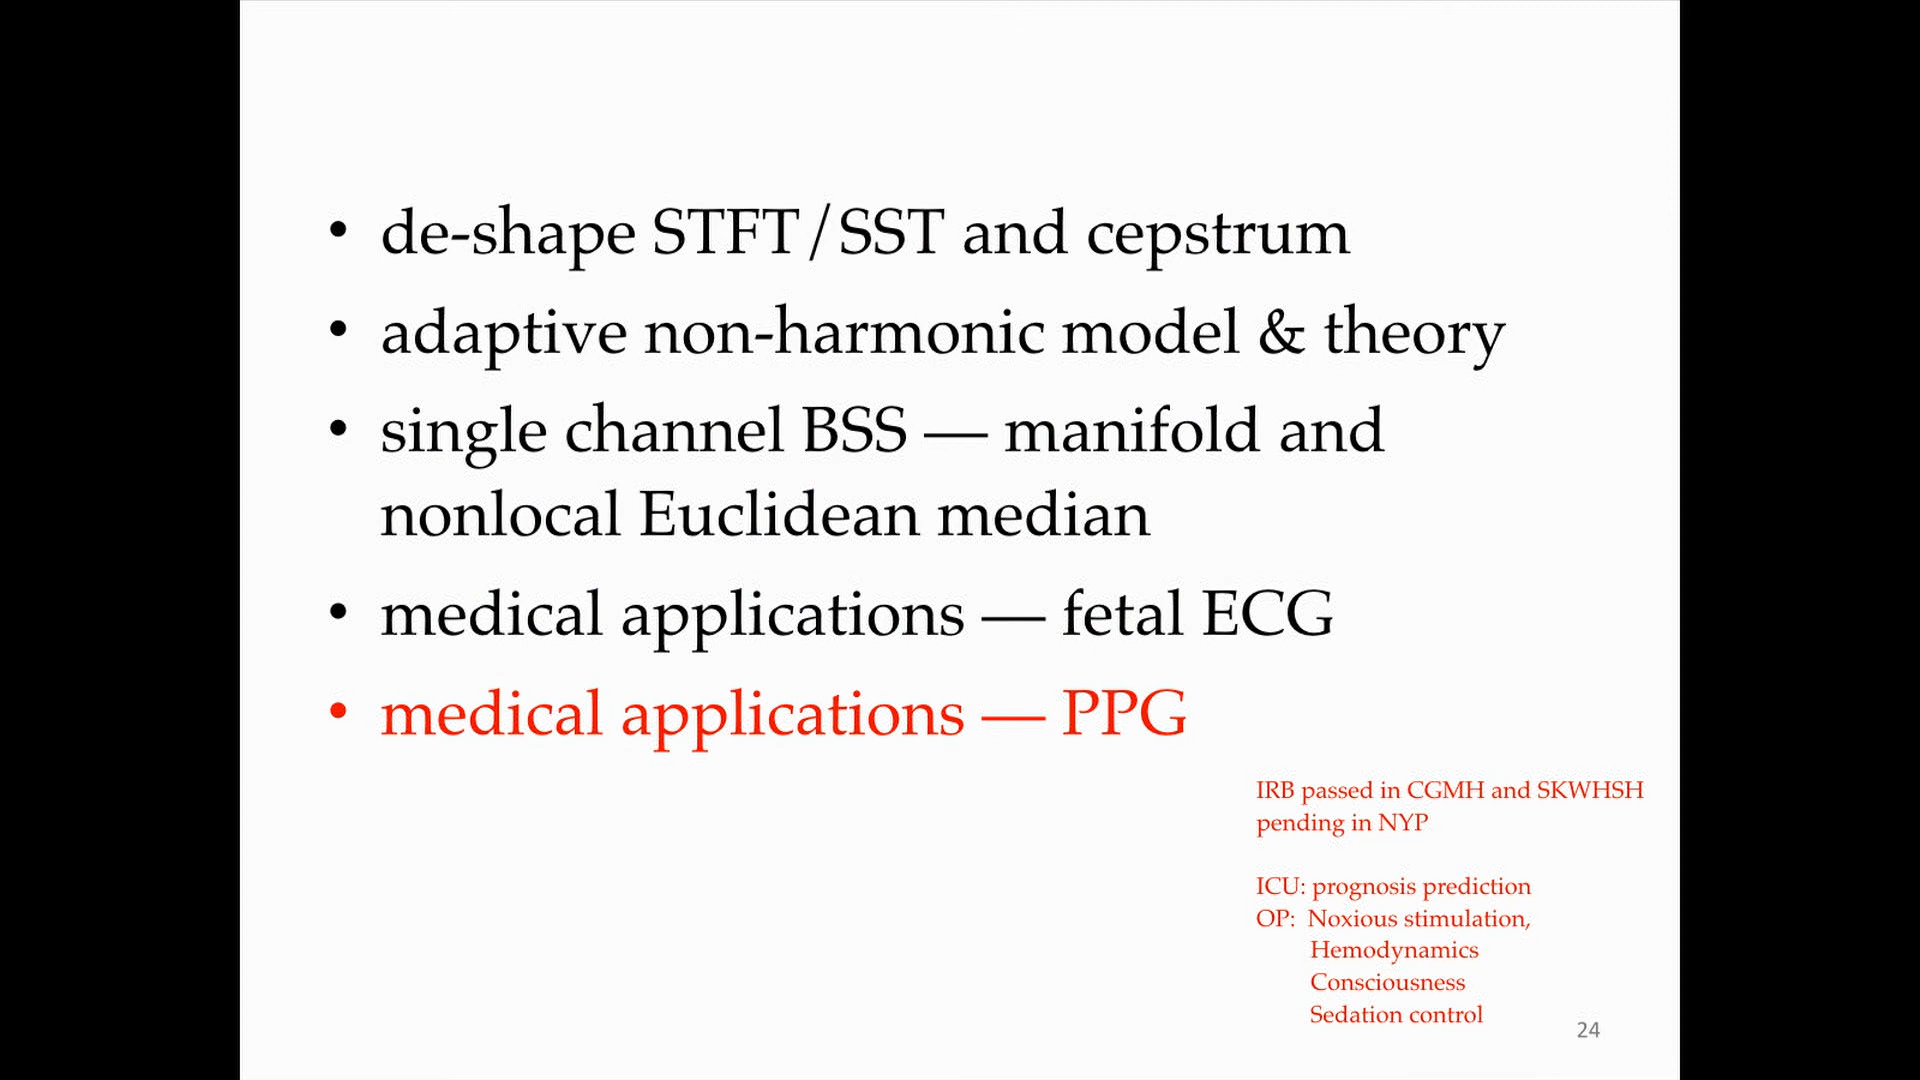 • de-shape STFT/SST and cepstrum
• adaptive non-harmonic model & theory
• single channel BSS — manifold and
nonlocal Euclidean median
• medical applications — fetal ECG
• medical applications — PPG
IRB passed in CGMH and SKWHSH
pending in NYP
ICU: prognosis prediction
OP: Noxious stimulation,
Hemodynamics
Consciousness
Sedation control
24